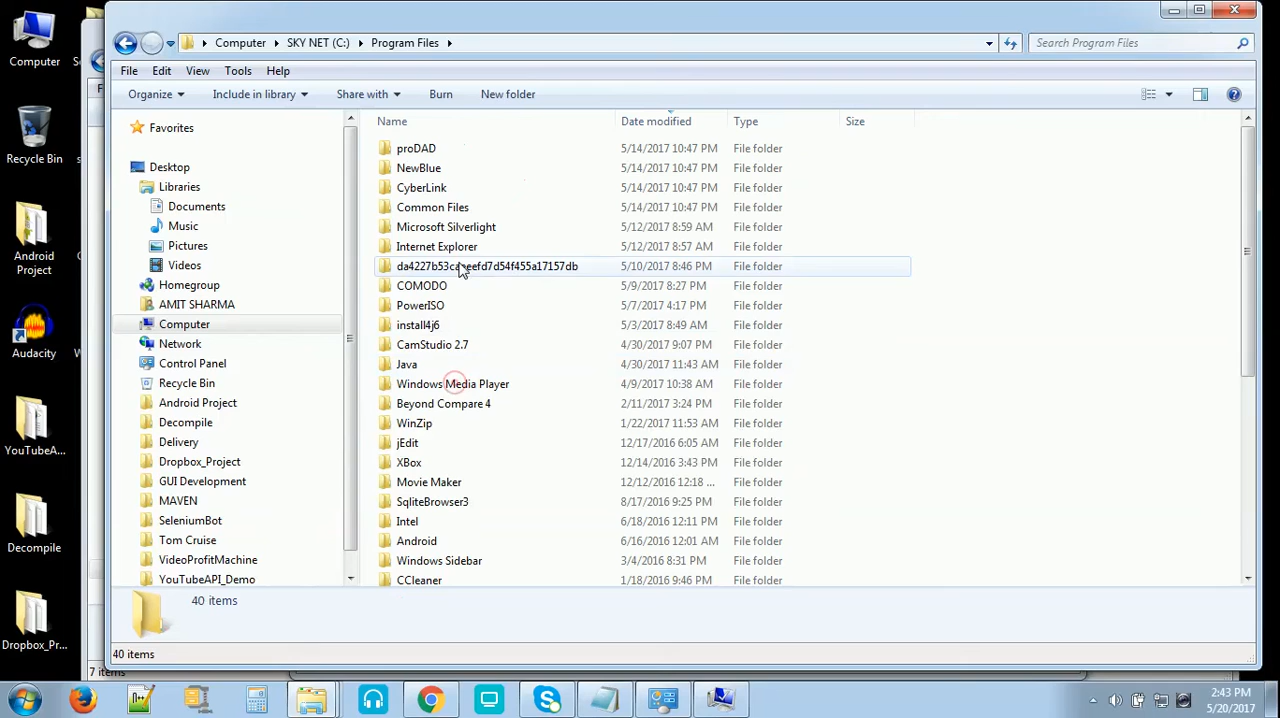 Computer
SKY NET (C:)
Program Files
Search Program Files
File Edit View Tools Help
Organize Include in library Share with Burn New folder
Name Date modified Type Size
proDAD 5/14/2017 10:47 PM File folder
NewBlue 5/14/2017 10:47 PM File folder
CyberLink 5/14/2017 10:47 PM File folder
Common Files 5/14/2017 10:47 PM File folder
Microsoft Silverlight 5/12/2017 8:59 AM File folder
Internet Explorer 5/12/2017 8:57 AM File folder
5/10/2017 8:46 PM File folder
COMODO 5/9/2017 8:27 PM File folder
PowerISO 5/7/2017 4:17 PM File folder
install4j6 5/3/2017 8:49 AM File folder
CamStudio 2.7 4/30/2017 9:07 PM File folder
Java 4/30/2017 11:43 AM File folder
Windows Media Player 4/9/2017 10:38 AM File folder
Beyond Compare 4 2/11/2017 3:24 PM File folder
WinZip 1/22/2017 11:53 AM File folder
jEdit 12/17/2016 6:05 AM File folder
XBox 12/14/2016 3:43 PM File folder
Movie Maker 12/12/2016 12:18 ... File folder
SqliteBrowser3 8/17/2016 9:25 PM File folder
Intel 6/18/2016 12:11 PM File folder
Android 6/16/2016 12:01 AM File folder
Windows Sidebar 3/4/2016 8:31 PM File folder
CCleaner 1/18/2016 9:46 PM File folder
Favorites
Desktop
Libraries
Documents
Music
Pictures
Videos
Homegroup
AMIT SHARMA
Computer
Network
Control Panel
Recycle Bin
Android Project
Decompile
Delivery
Dropbox_Project
GUI Development
MAVEN
SeleniumBot
Tom Cruise
VideoProfitMachine
YouTubeAPI_Demo
40 items
40 items
7 items
Computer
Recycle Bin
Android
Project
Audacity
YouTubeA...
Decompile
Dropbox_Pr...
2:43 PM
5/20/2017